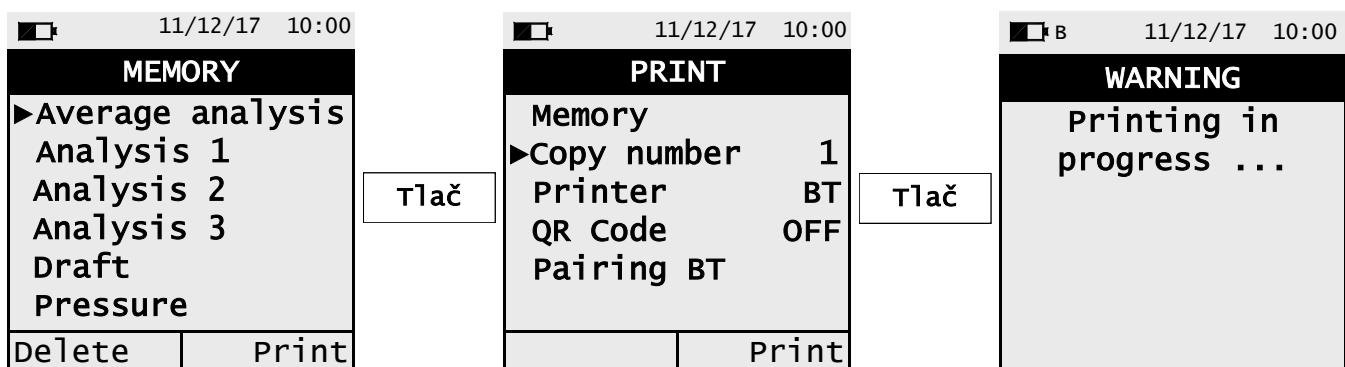 11/12/17 10:00
MEMORY
►Average analysis
Analysis 1
Analysis 2
Analysis 3
Draft
Pressure
Delete Print
Tlač
11/12/17 10:00
PRINT
Memory
►Copy number 1
Printer BT
QR Code OFF
Pairing BT
Print
Tlač
B 11/12/17 10:00
WARNING
Printing in
progress ...